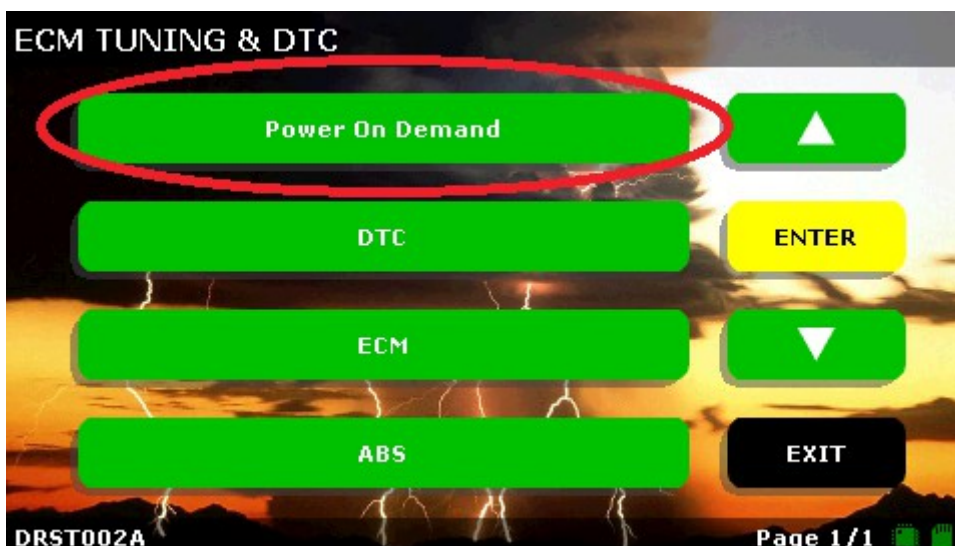 ECM TUNING & DTC
Power On Demand
DTC
ENTER
ECM
ABS
EXIT
DRST002A
Page 1/1